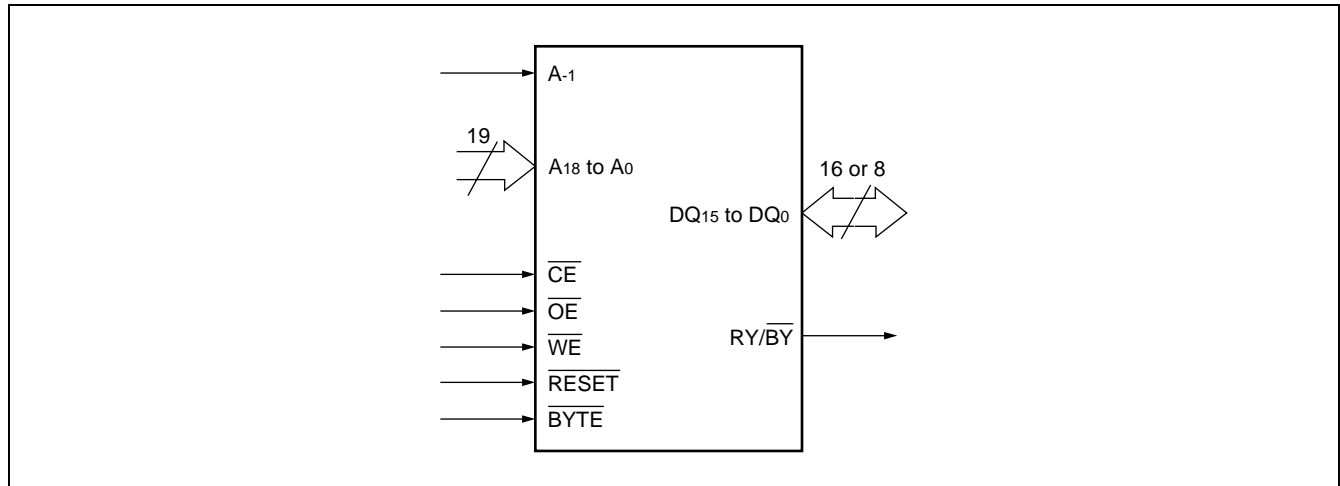 A-1
19
A18 to A0
16 or 8
DQ15 to DQ0
CE
OE
WE
RY/BY
RESET
BYTE